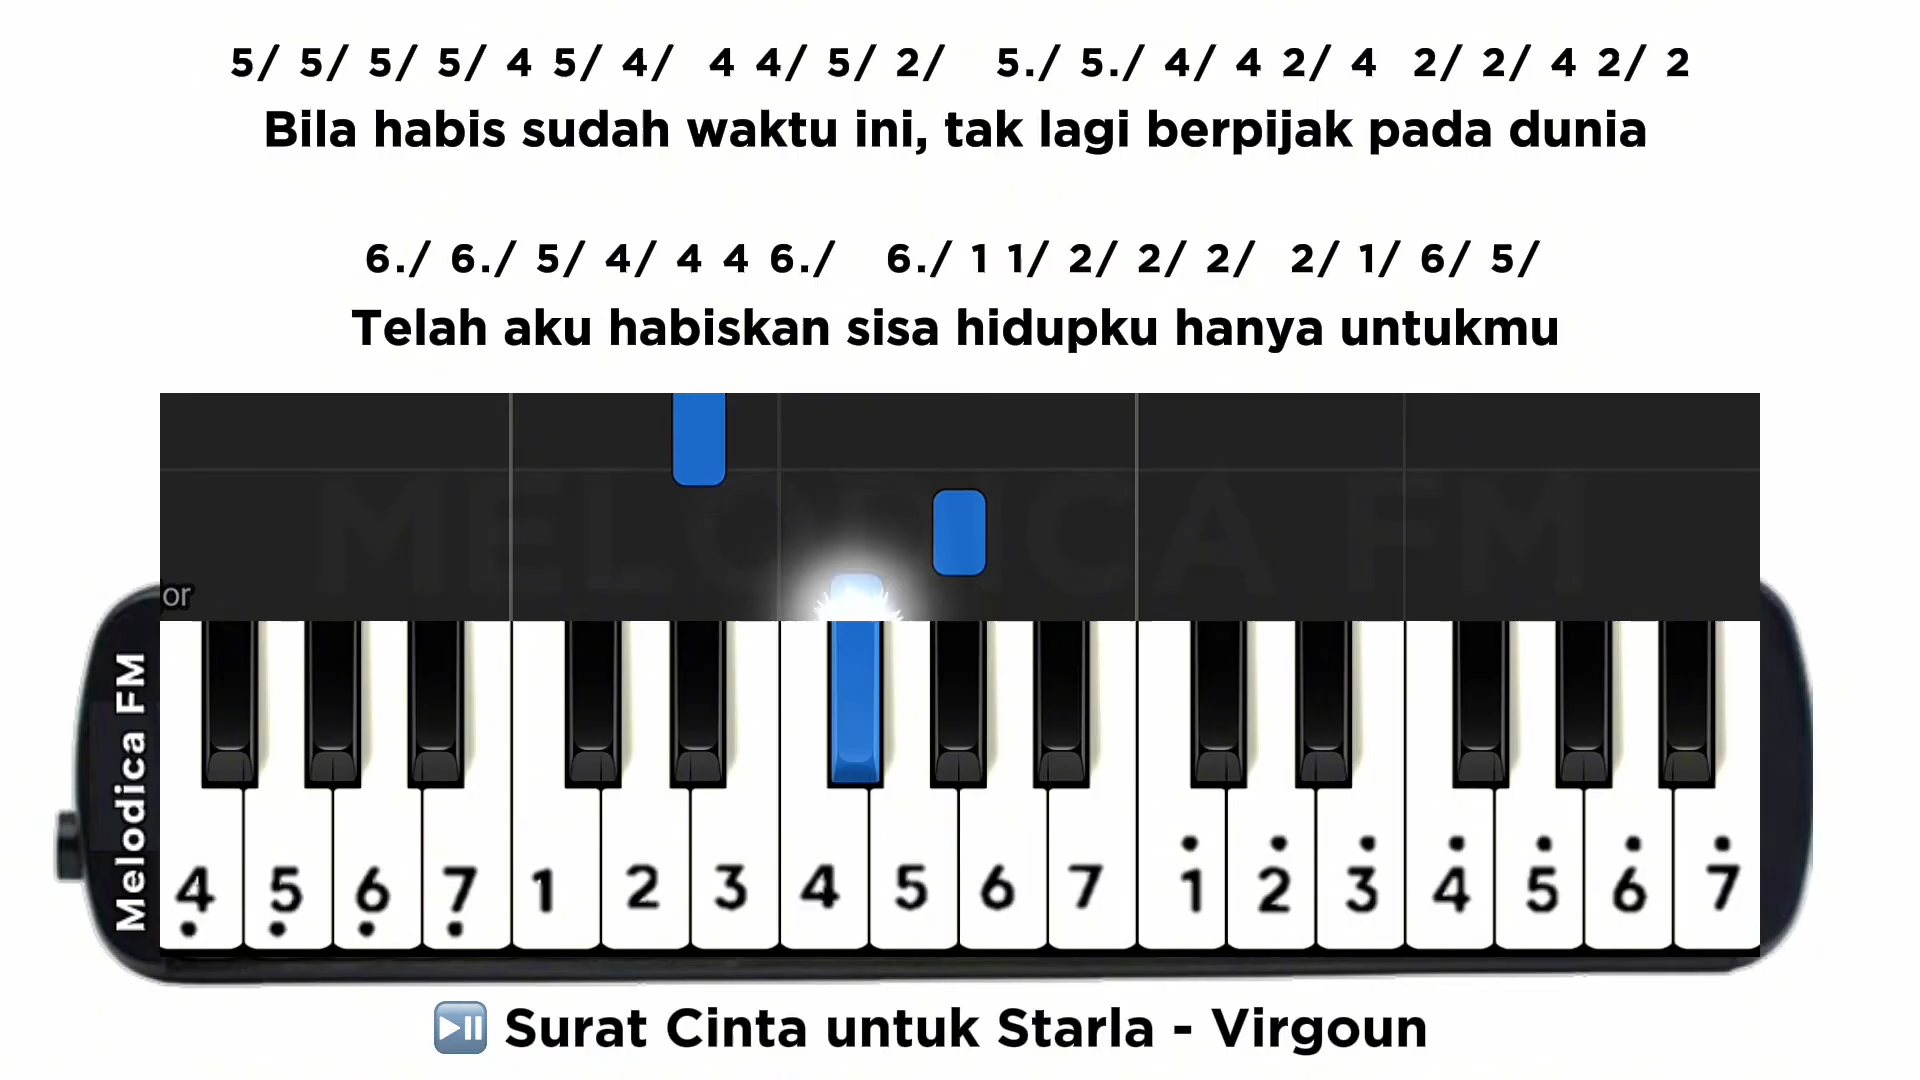 5/ 5/ 5/ 5/ 4 5/ 4/ 4 4/ 5/ 2/ 5./ 5./ 4/ 4 2/ 4 2/ 2/ 4 2/ 2
Bila habis sudah waktu ini, tak lagi berpijak pada dunia
6./ 6./ 5/ 4/ 4 4 6./ 6./ 1 1/ 2/ 2/ 2/ 2/ 1/ 6/ 5/
Telah aku habiskan sisa hidupku hanya untukmu
MELODICA FM
or
Melodica FM
4 5 6 7 1 2 3 4 5 6 7 1 2 3 4 5 6 7
Surat Cinta untuk Starla - Virgoun